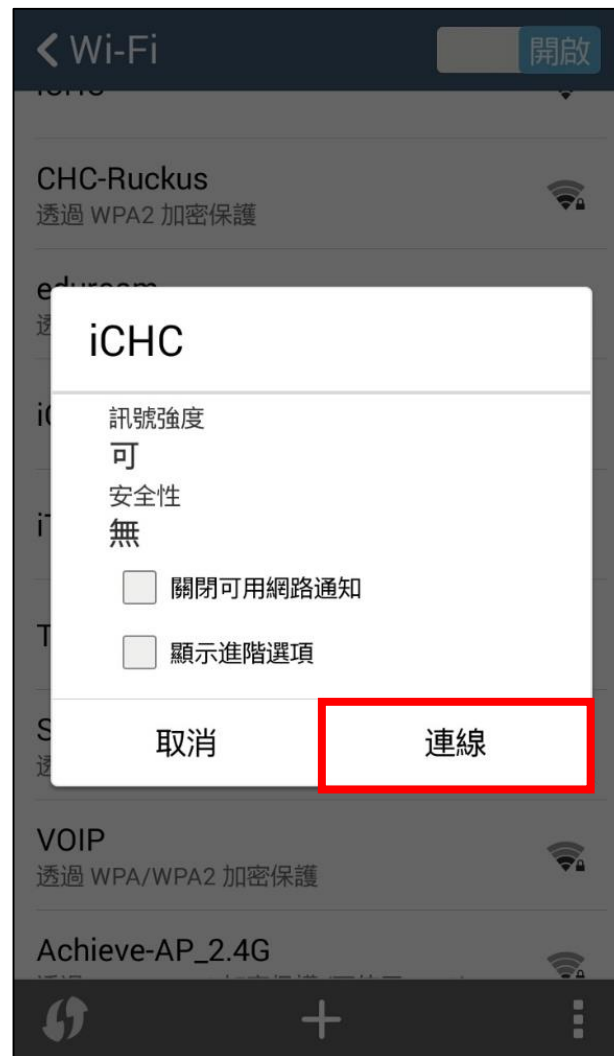 Wi-Fi
開啟
CHC-Ruckus
透過 WPA2 加密保護
iCHC
訊號強度
可
安全性
無
關閉可用網路通知
顯示進階選項
取消
連線
VOIP
透過 WPA/WPA2 加密保護
Achieve-AP_2.4G